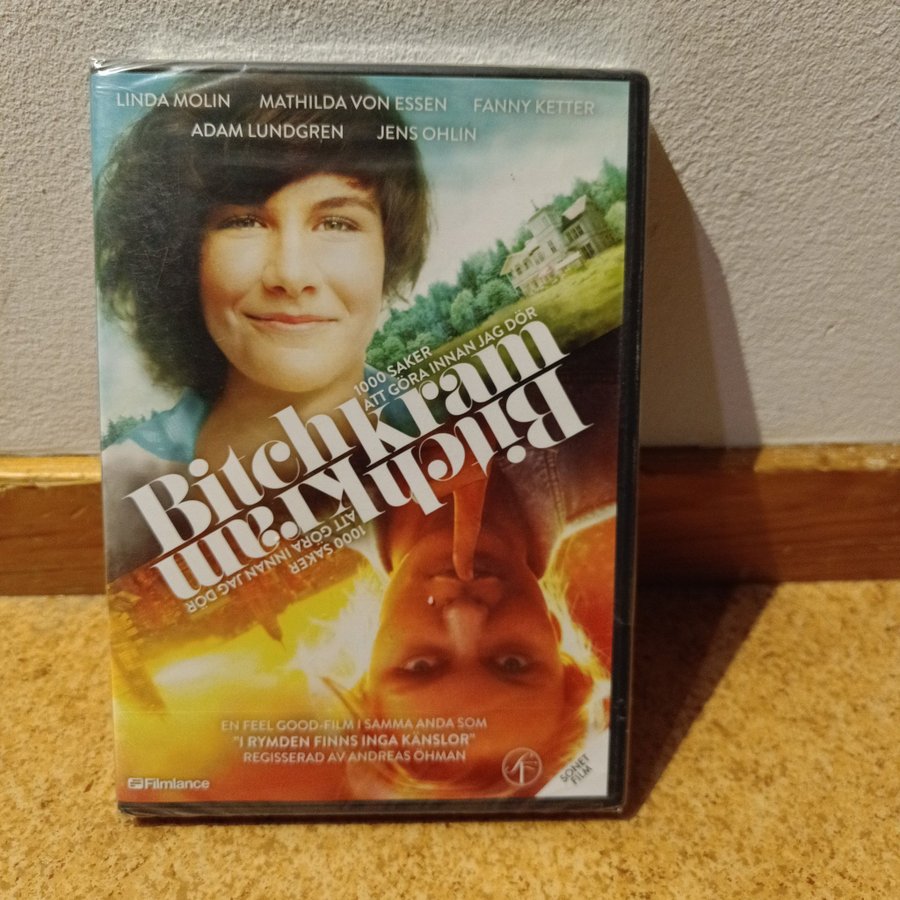 LINDA MOLIN MATHILDA VON ESSEN FANNY KETTER
ADAM LUNDGREN JENS OHLIN
1000 SAKER
ATT GÖRA INNAN JAG DÖR
Bitchkram
Bitchkram
1000 SAKER
ATT GÖRA INNAN JAG DÖR
EN FEEL GOOD-FILM I SAMMA ANDA SOM
"I RYMDEN FINNS INGA KÄNSLOR"
REGISSERAD AV ANDREAS ÖHMAN
Filmlance
SF
SONET
FILM